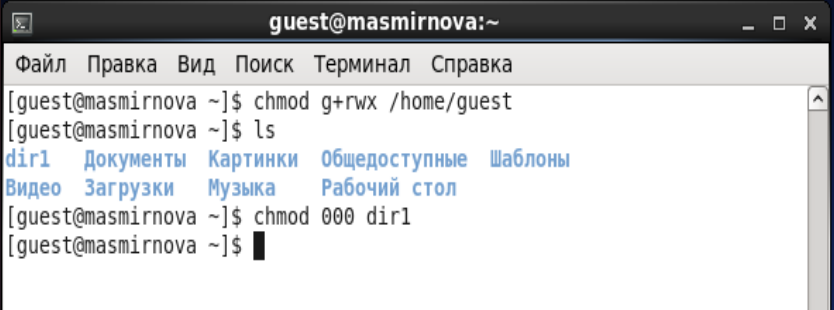 guest@masmirnova:~
Файл Правка Вид Поиск Терминал Справка
[guest@masmirnova ~]$ chmod g+rwx /home/guest
[guest@masmirnova ~]$ ls
dir1 Документы Картинки Общедоступные Шаблоны
Видео Загрузки Музыка Рабочий стол
[guest@masmirnova ~]$ chmod 000 dir1
[guest@masmirnova ~]$